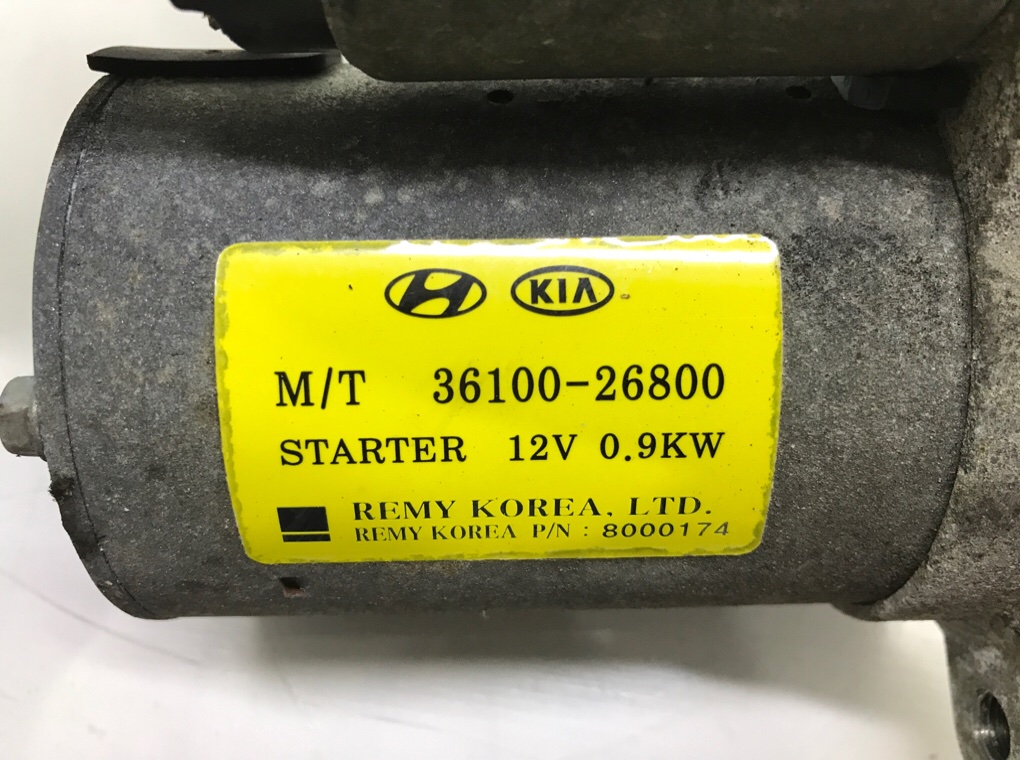 KIA
M/T 36100-26800
STARTER 12V 0.9KW
REMY KOREA, LTD.
REMY KOREA P/N : 8000174